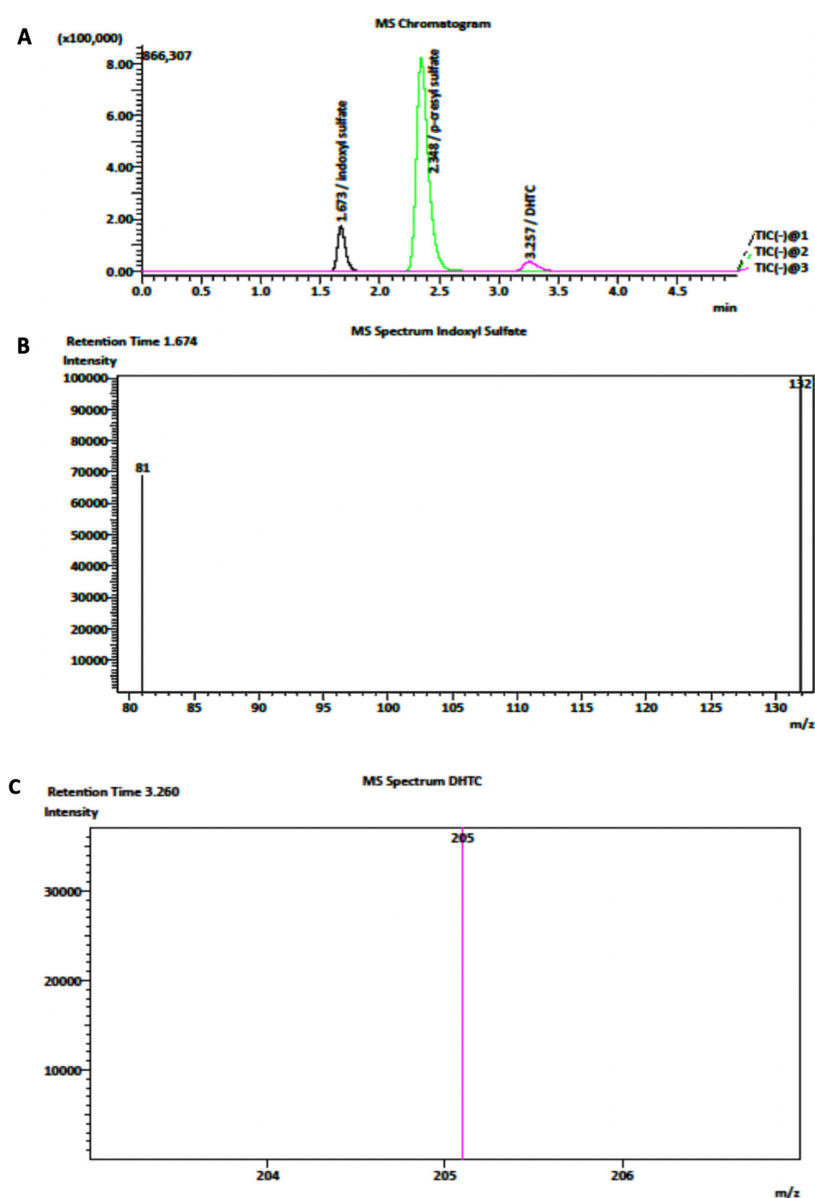 A
MS Chromatogram
(x100,000)
866,307
8.00
6.00
4.00
2.00
0.00
1.673 / indoxyl sulfate
2.348 / p-cresyl sulfate
3.257 / DHTC
TIC(-)@1
TIC(-)@2
TIC(-)@3
0.0 0.5 1.0 1.5 2.0 2.5 3.0 3.5 4.0 4.5
min
B
MS Spectrum Indoxyl Sulfate
Retention Time 1.674
Intensity
100000
90000
80000
70000
60000
50000
40000
30000
20000
10000
81
132
80 85 90 95 100 105 110 115 120 125 130
m/z
C
MS Spectrum DHTC
Retention Time 3.260
Intensity
205
30000
20000
10000
204 205 206
m/z